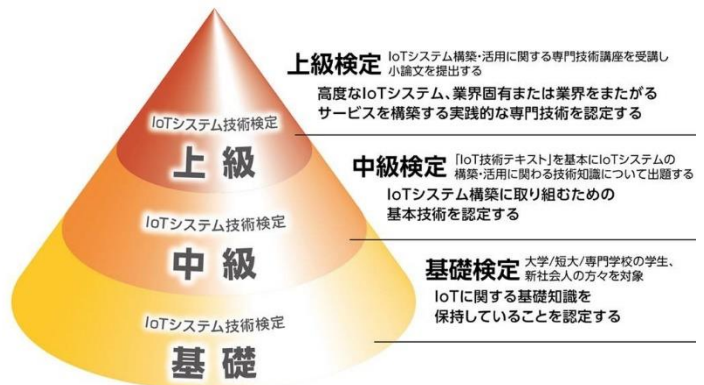 上級検定 IoTシステム構築・活用に関する専門技術講座を受講し
小論文を提出する
高度なIoTシステム、業界固有または業界をまたがる
サービスを構築する実践的な専門技術を認定する
IoTシステム技術検定
上級
中級検定 「IoT技術テキスト」を基本にIoTシステムの
構築・活用に関わる技術知識について出題する
IoTシステム構築に取り組むための
基本技術を認定する
IoTシステム技術検定
中級
基礎検定 大学/短大/専門学校の学生、
新社会人の方々を対象
IoTに関する基礎知識を
保持していることを認定する
IoTシステム技術検定
基礎